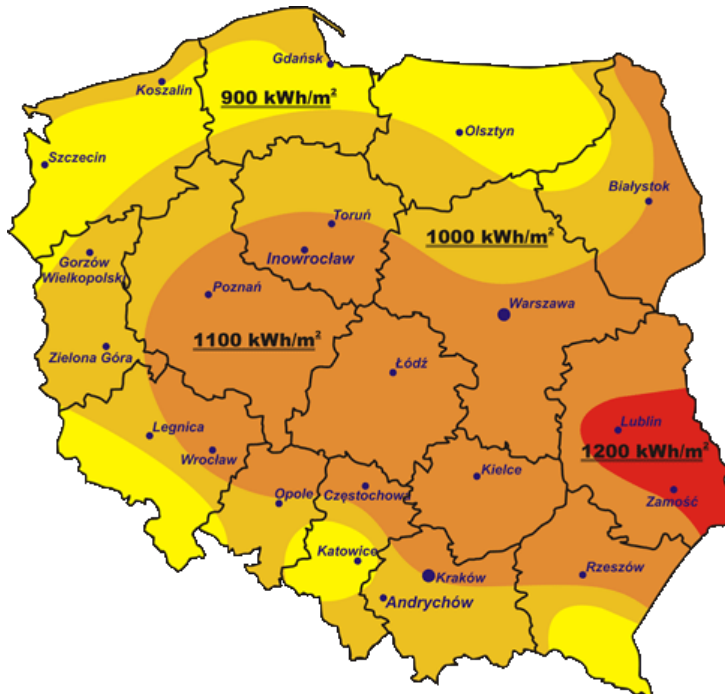 Gdańsk
Koszalin
900 kWh/m²
Olsztyn
Szczecin
Białystok
Toruń
1000 kWh/m²
Inowrocław
Gorzów
Wielkopolski
Poznań
Warszawa
1100 kWh/m²
Zielona Góra
Łódź
Legnica
Lublin
1200 kWh/m²
Wrocław
Kielce
Opole
Częstochowa
Zamość
Katowice
Kraków
Rzeszów
Andrychów